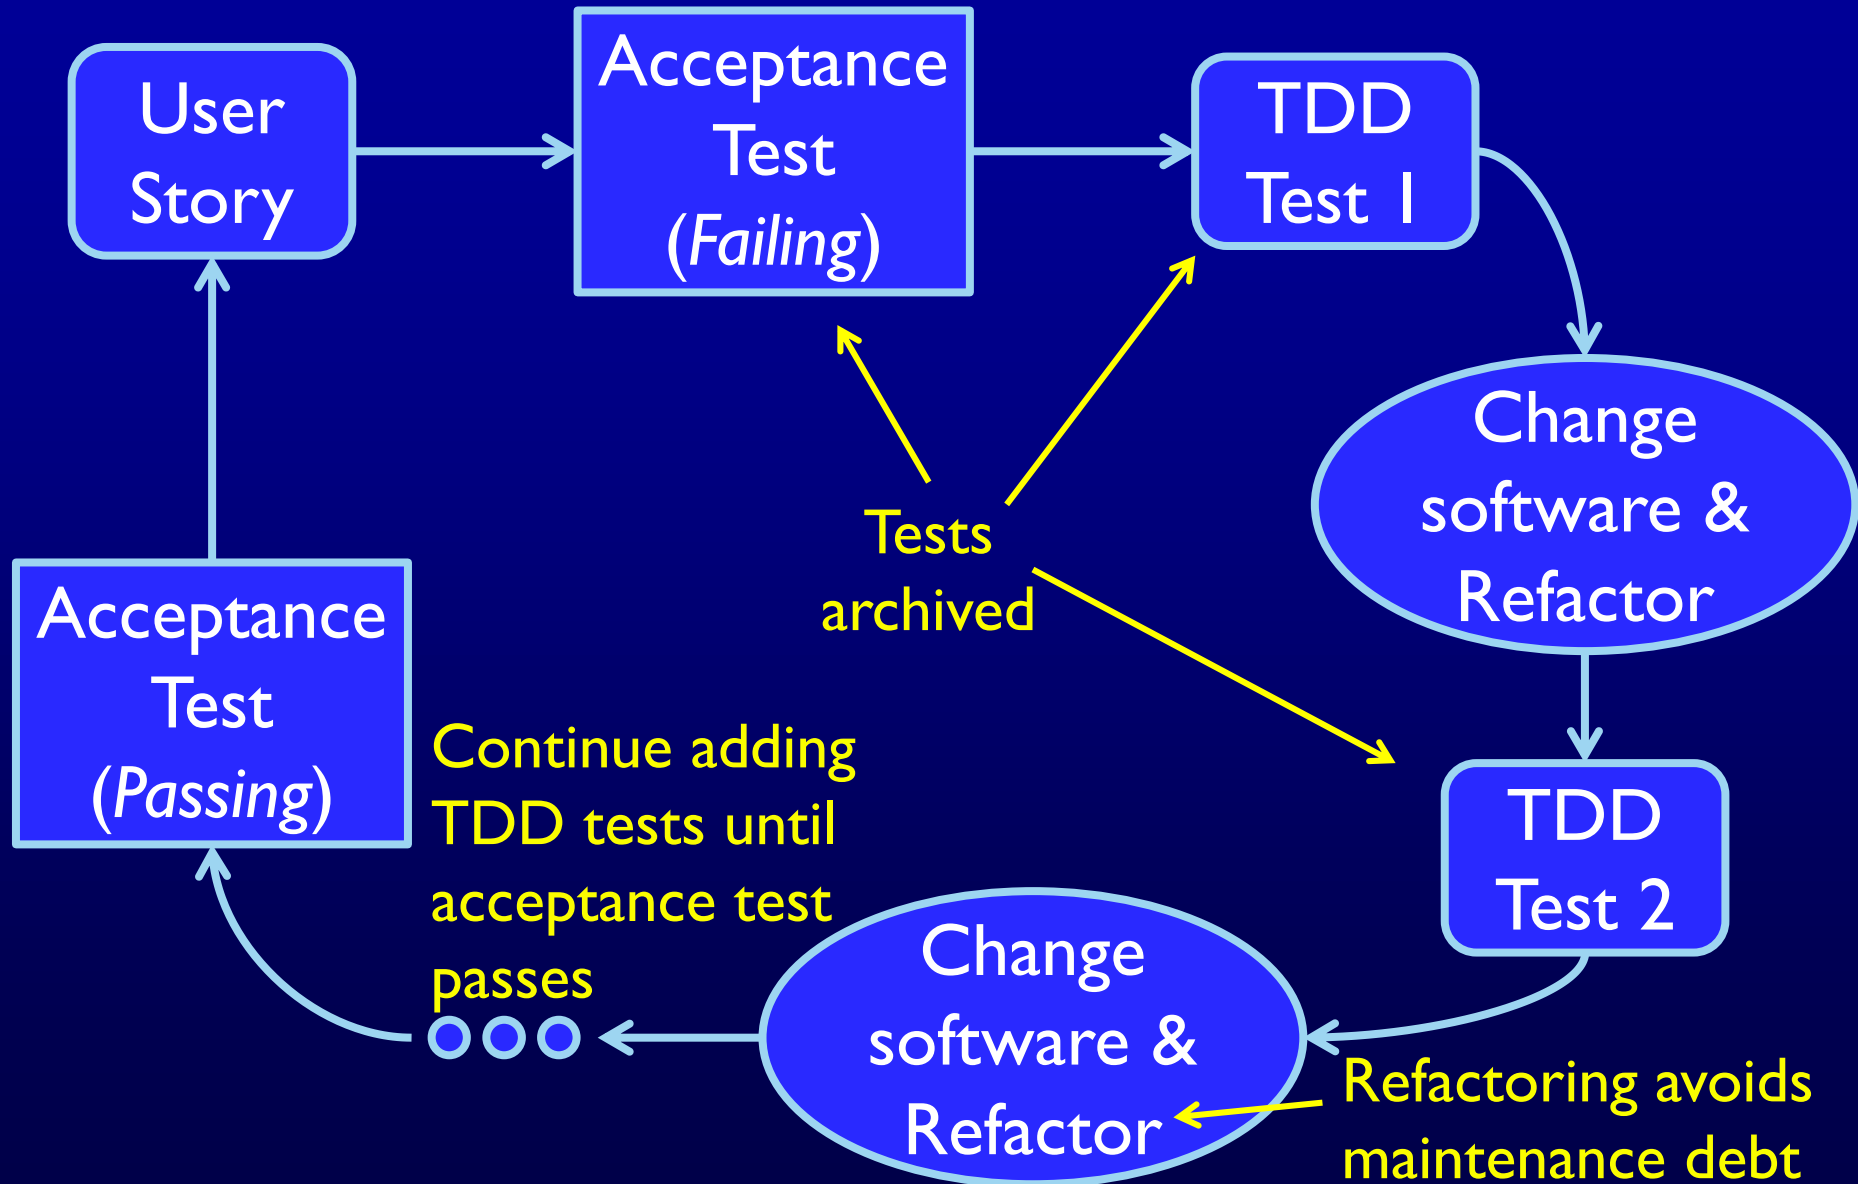 User
Story
Acceptance
Test
(Failing)
TDD
Test 1
Change
software &
Refactor
Tests
archived
Acceptance
Test
(Passing)
Continue adding
TDD tests until
acceptance test
passes
TDD
Test 2
Change
software &
Refactor
Refactoring avoids
maintenance debt